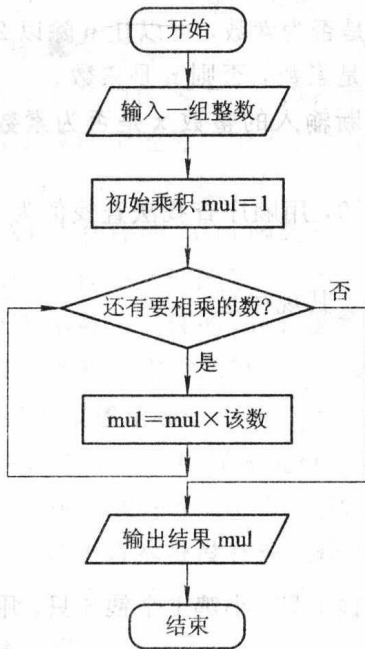 开始
输入一组整数
初始乘积 mul=1
还有要相乘的数?
否
是
mul=mul×该数
输出结果 mul
结束